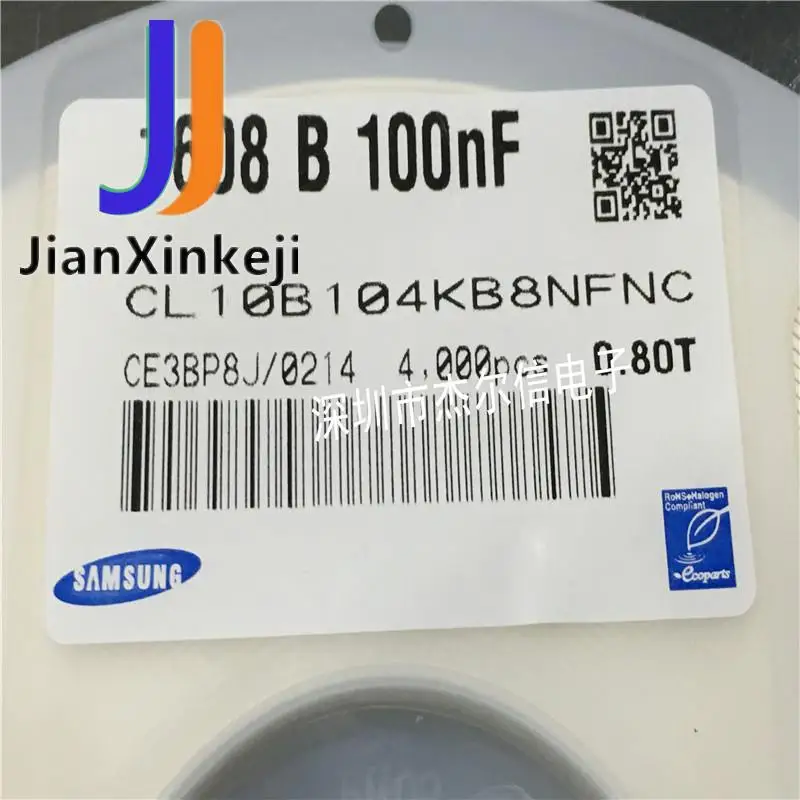 1608 B 100nF
JianXinkeji
CL10B104KB8NFNC
CE3BP8J/0214 4,000pcs 0.80T
深圳市杰尔信电子
RoHS+Halogen
Compliant
ecoparts
SAMSUNG